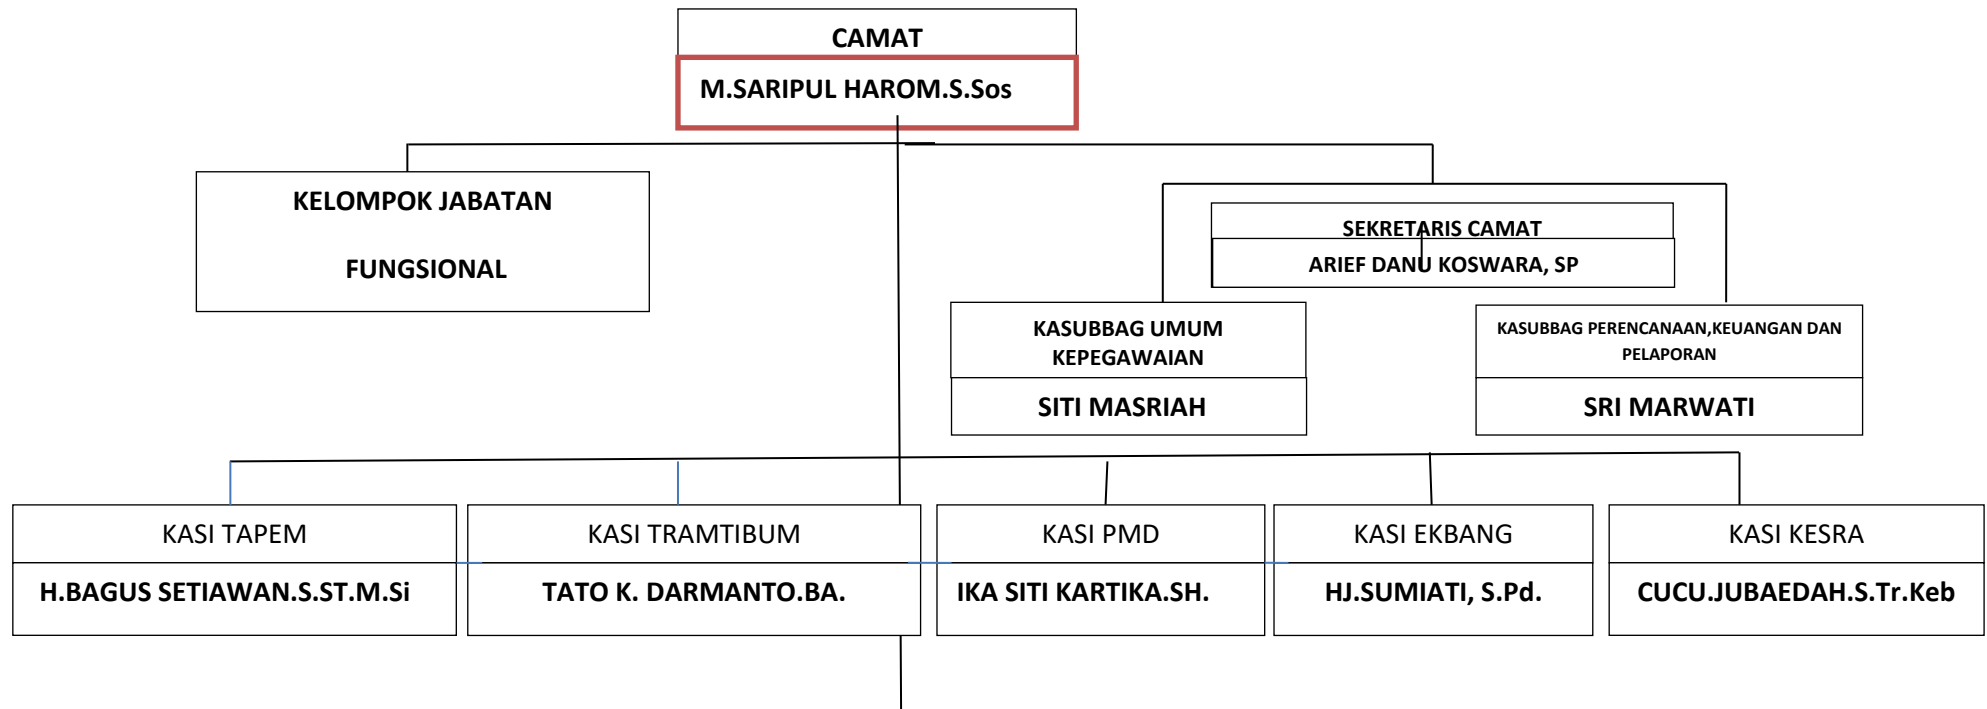 CAMAT
M.SARIPUL HAROM.S.Sos
KELOMPOK JABATAN
FUNGSIONAL
SEKRETARIS CAMAT
ARIEF DANU KOSWARA, SP
KASUBBAG UMUM
KEPEGAWAIAN
SITI MASRIAH
KASUBBAG PERENCANAAN,KEUANGAN DAN
PELAPORAN
SRI MARWATI
KASI TAPEM
H.BAGUS SETIAWAN.S.ST.M.Si
KASI TRAMTIBUM
TATO K. DARMANTO.BA.
KASI PMD
IKA SITI KARTIKA.SH.
KASI EKBANG
HJ.SUMIATI, S.Pd.
KASI KESRA
CUCU.JUBAEDAH.S.Tr.Keb